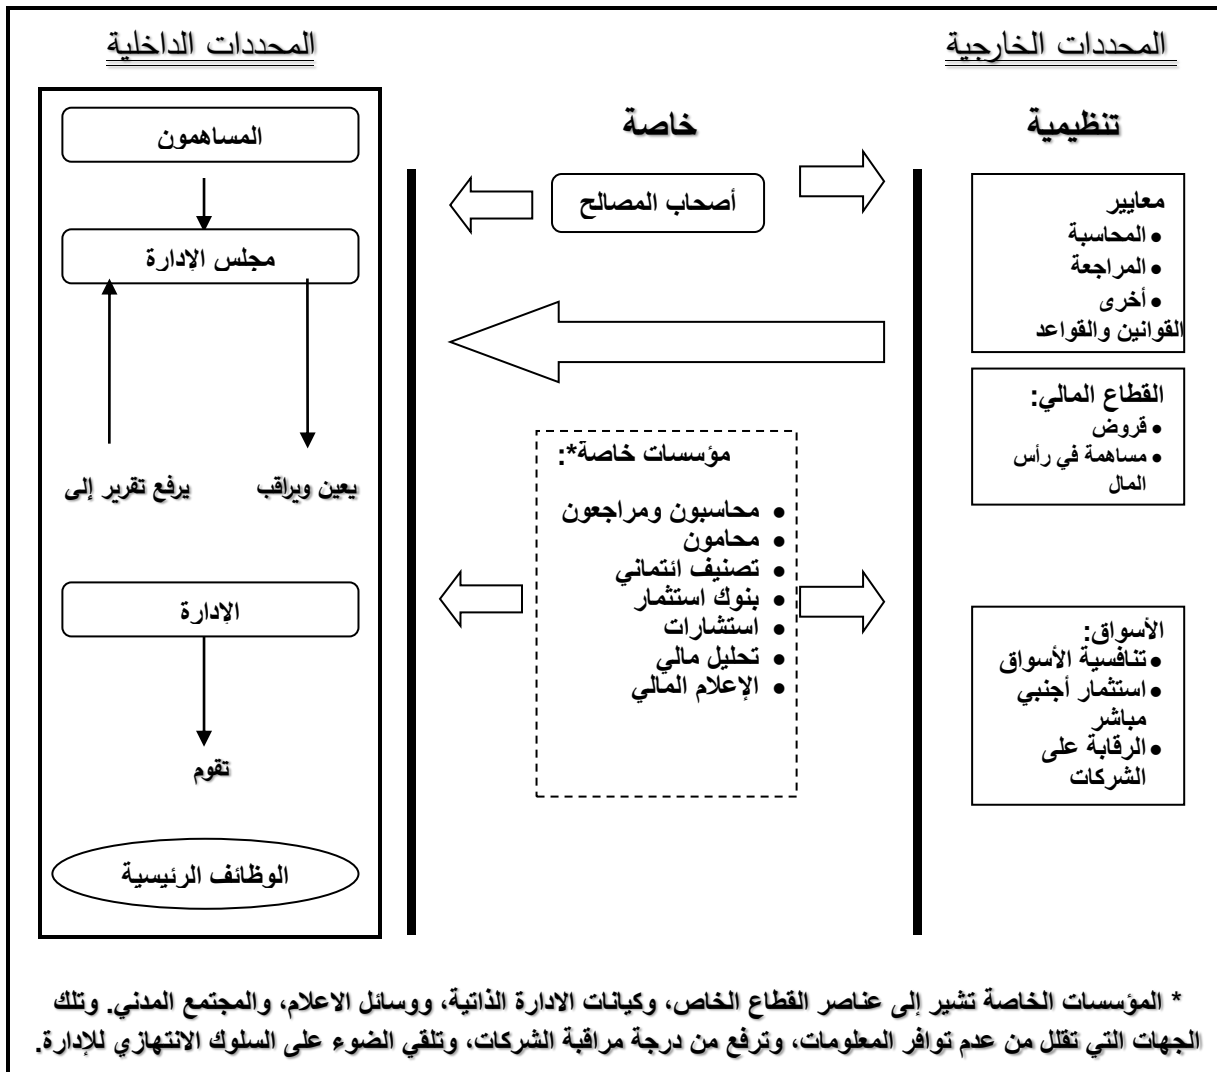 المحددات الخارجية
المحددات الداخلية
تنظيمية
خاصة
معايير
• المحاسبة
• المراجعة
• أخرى
القوانين والقواعد
القطاع المالي:
• قروض
• مساهمة في رأس
المال
الأسواق:
• تنافسية الأسواق
• استثمار أجنبي
مباشر
• الرقابة على
الشركات
أصحاب المصالح
مؤسسات خاصة*:
• محاسبون ومراجعون
• محامون
• تصنيف ائتماني
• بنوك استثمار
• استشارات
• تحليل مالي
• الإعلام المالي
المساهمون
مجلس الإدارة
يعين ويراقب
يرفع تقرير إلى
الإدارة
تقوم
الوظائف الرئيسية
* المؤسسات الخاصة تشير إلى عناصر القطاع الخاص، وكيانات الادارة الذاتية، ووسائل الاعلام، والمجتمع المدني. وتلك
الجهات التي تقلل من عدم توافر المعلومات، وترفع من درجة مراقبة الشركات، وتلقي الضوء على السلوك الانتهازي للإدارة.